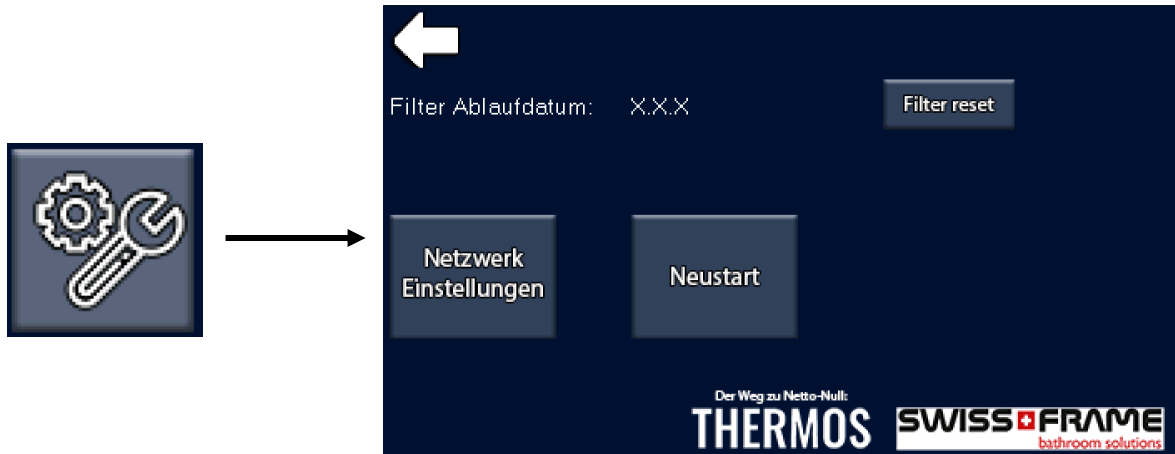 Filter Ablaufdatum: X.X.X
Filter reset
Netzwerk
Einstellungen
Neustart
Der Weg zu Netto-Null:
THERMOS
SWISS FRAME
bathroom solutions